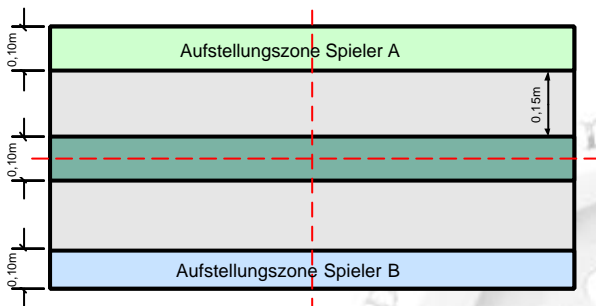 0,10m
Aufstellungszone Spieler A
0,15m
0,10m
0,10m
Aufstellungszone Spieler B